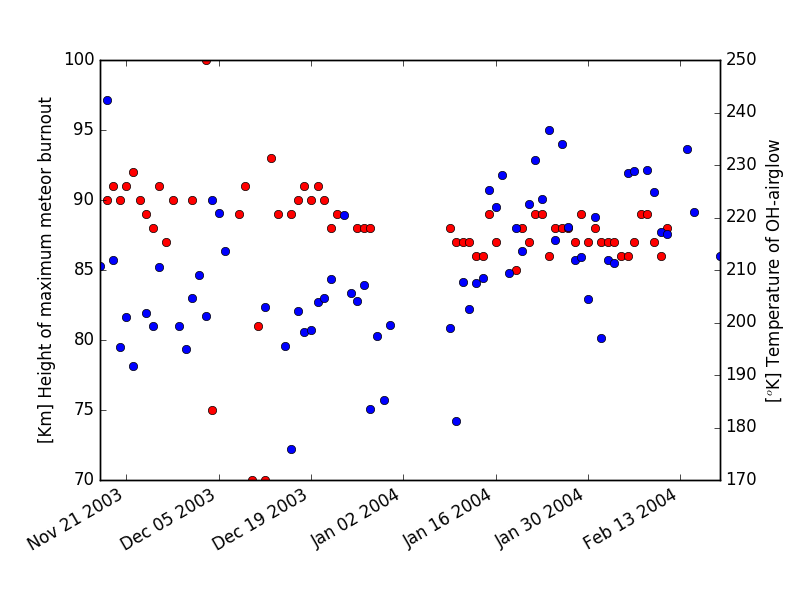 100
95
90
85
80
75
70
[Km] Height of maximum meteor burnout
250
240
230
220
210
200
190
180
170
[°K] Temperature of OH-airglow
Nov 21 2003
Dec 05 2003
Dec 19 2003
Jan 02 2004
Jan 16 2004
Jan 30 2004
Feb 13 2004